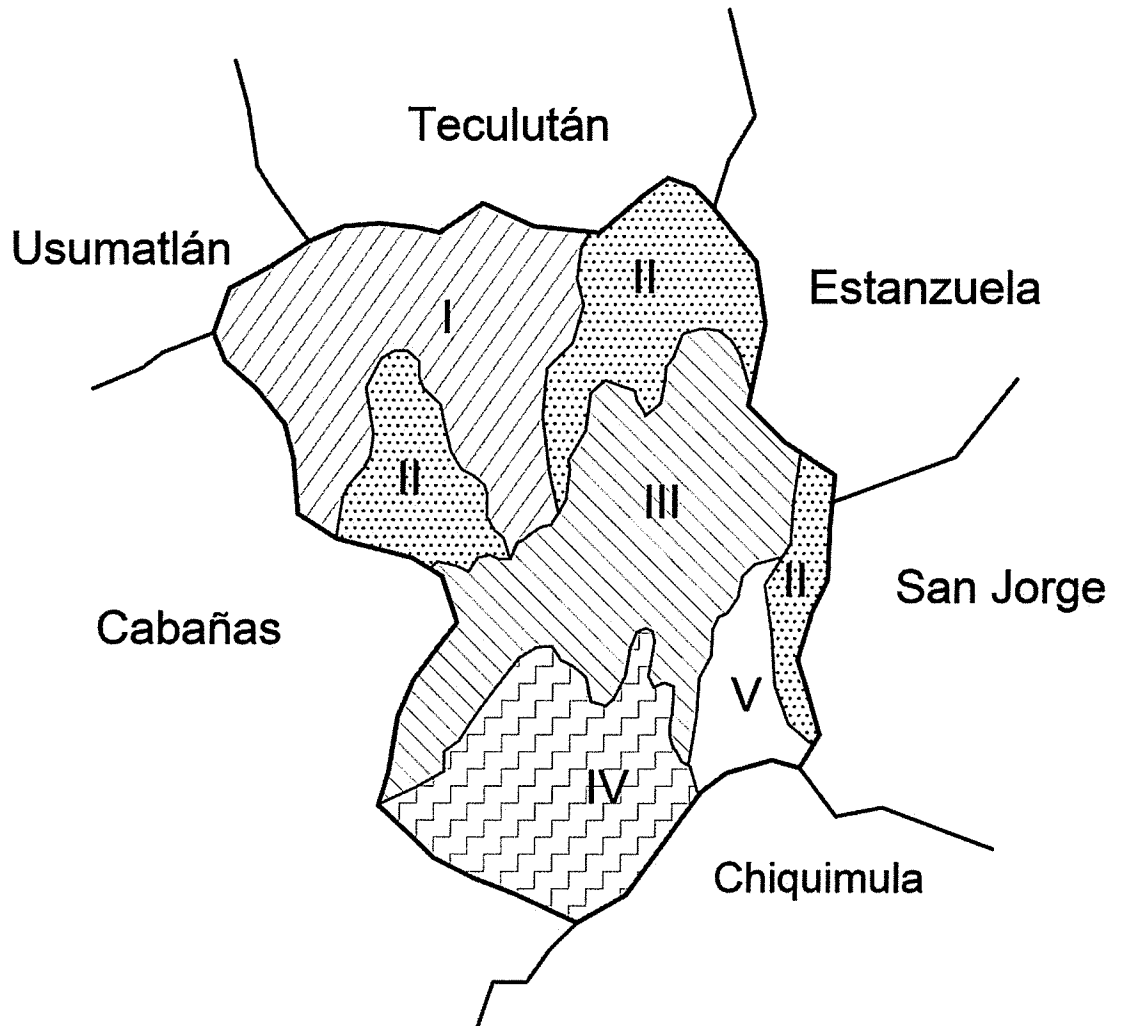 Teculután
Usumatlán
II
Estanzuela
I
II
III
II
San Jorge
Cabañas
V
IV
Chiquimula